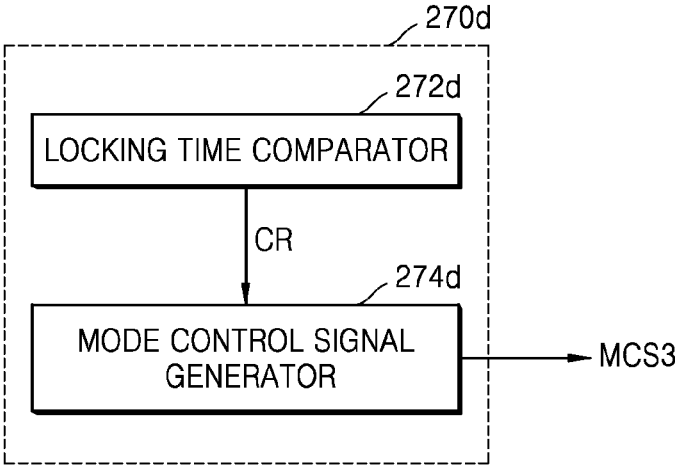 270d
272d
LOCKING TIME COMPARATOR
CR
274d
MODE CONTROL SIGNAL
GENERATOR
MCS3